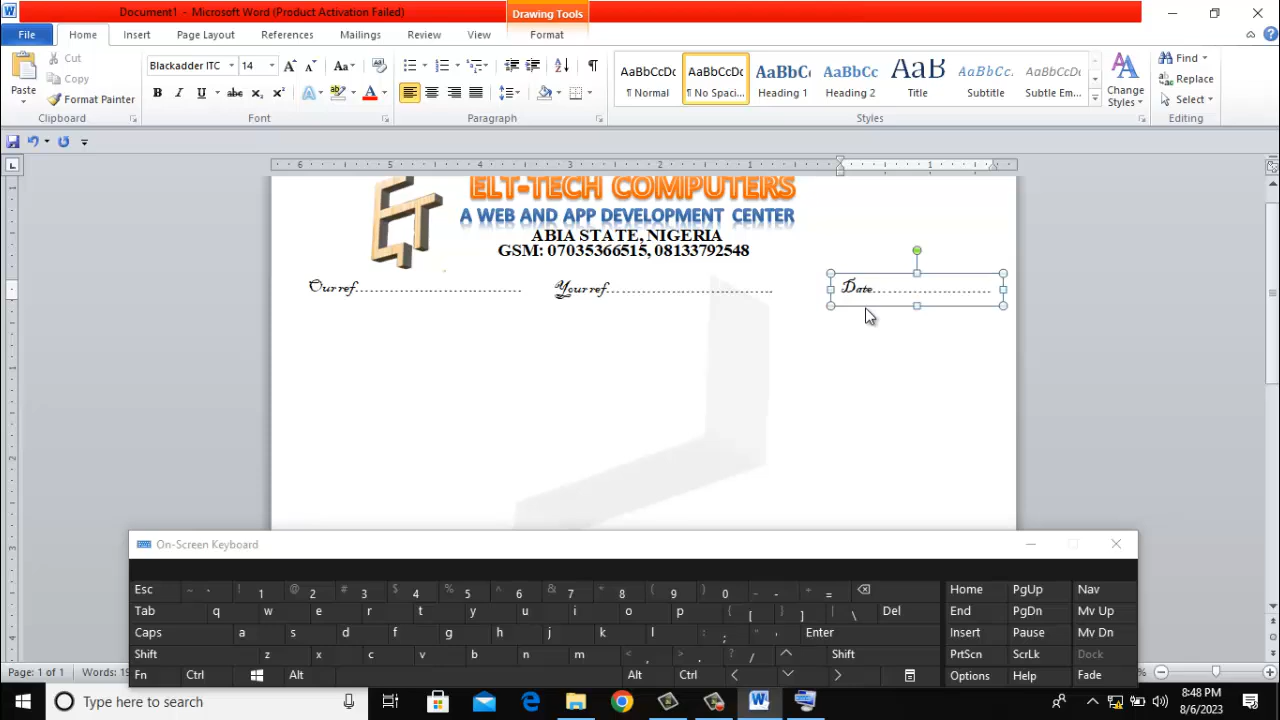 Document1 - Microsoft Word (Product Activation Failed)
Drawing Tools
File
Home
Insert
Page Layout
References
Mailings
Review
View
Format
Paste
Cut
Copy
Format Painter
Clipboard
Blackadder ITC
14
Font
Paragraph
AaBbCcDc
¶ Normal
AaBbCcDc
¶ No Spaci...
AaBbC
Heading 1
AaBbCc
Heading 2
AaB
Title
AaBbCc.
Subtitle
AaBbCcDc
Subtle Em...
Change
Styles
Styles
Find
Replace
Select
Editing
ELT-TECH COMPUTERS
A WEB AND APP DEVELOPMENT CENTER
ABIA STATE, NIGERIA
GSM: 07035366515, 08133792548
Our ref.................................
Your ref.................................
Date........................
On-Screen Keyboard
Esc ~ ` ! 1 @ 2 # 3 $ 4 % 5 ^ 6 & 7 * 8 ( 9 ) 0 _ - + = Home PgUp Nav
Tab q w e r t y u i o p { [ } ] | \ Del End PgDn Mv Up
Caps a s d f g h j k l : ; " ' Enter Insert Pause Mv Dn
Shift z x c v b n m < , > . ? / Shift PrtScn ScrLk Dock
Fn Ctrl Alt Alt Ctrl Options Help Fade
Page: 1 of 1
Words: 19
Type here to search
8:48 PM
8/6/2023